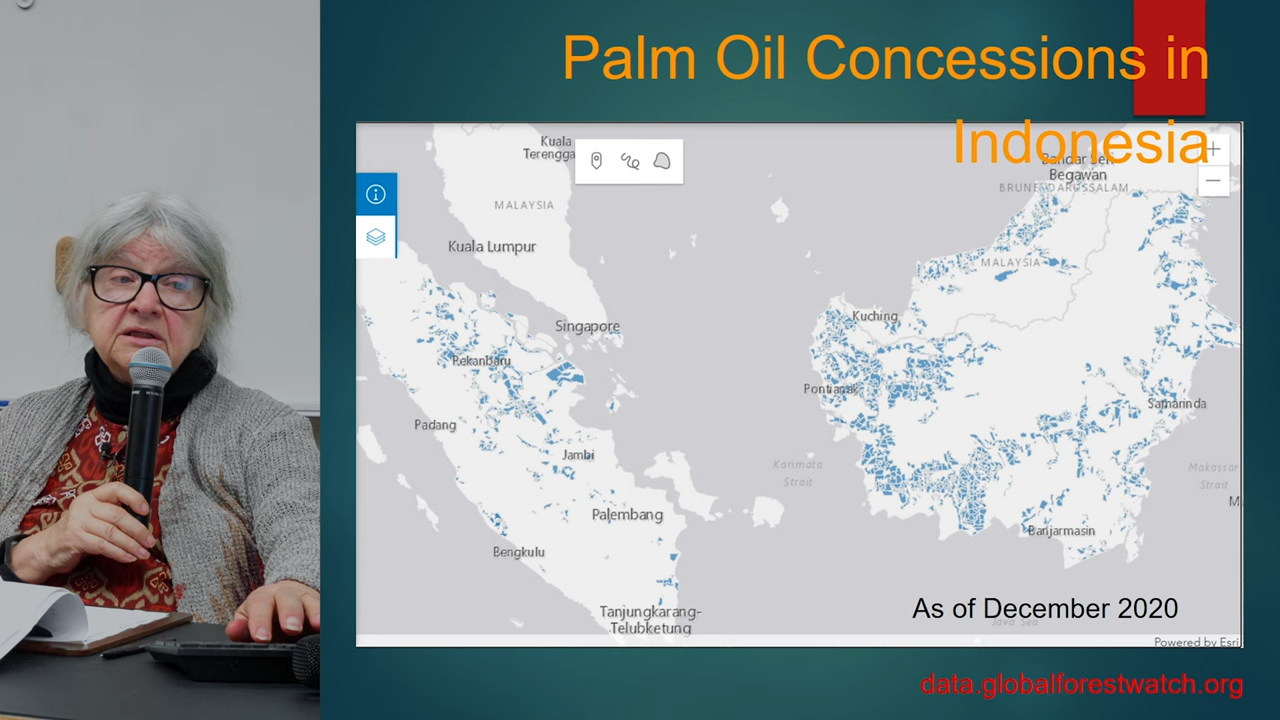 Palm Oil Concessions in
Indonesia
Kuala
Terengga
Bandar Seri
Begawan
BRUNEI DARUSSALAM
MALAYSIA
Kuala Lumpur
MALAYSIA
Singapore
Kuching
Pekanbaru
Pontianak
Samarinda
Padang
Jambi
Karimata
Strait
Makassar
Strait
M
Palembang
Banjarmasin
Bengkulu
Tanjungkarang-
Telubketung
As of December 2020
Java Sea
Powered by Esri
data.globalforestwatch.org